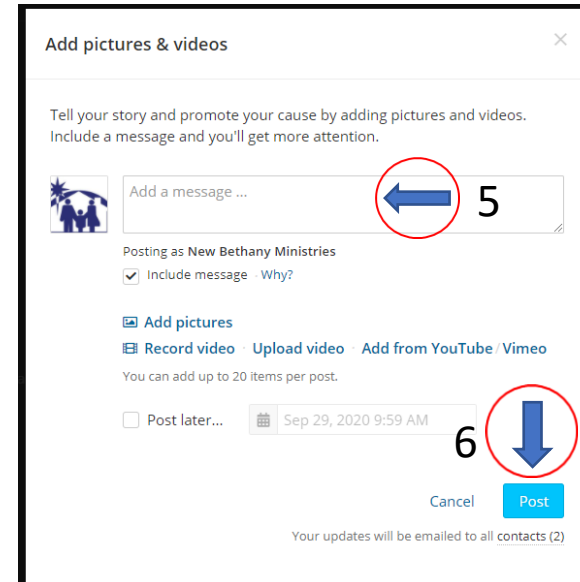 Add pictures & videos
Tell your story and promote your cause by adding pictures and videos.
Include a message and you'll get more attention.
Add a message ...
5
Posting as New Bethany Ministries
Include message · Why?
Add pictures
Record video · Upload video · Add from YouTube / Vimeo
You can add up to 20 items per post.
Post later... Sep 29, 2020 9:59 AM
6
Cancel Post
Your updates will be emailed to all contacts (2)